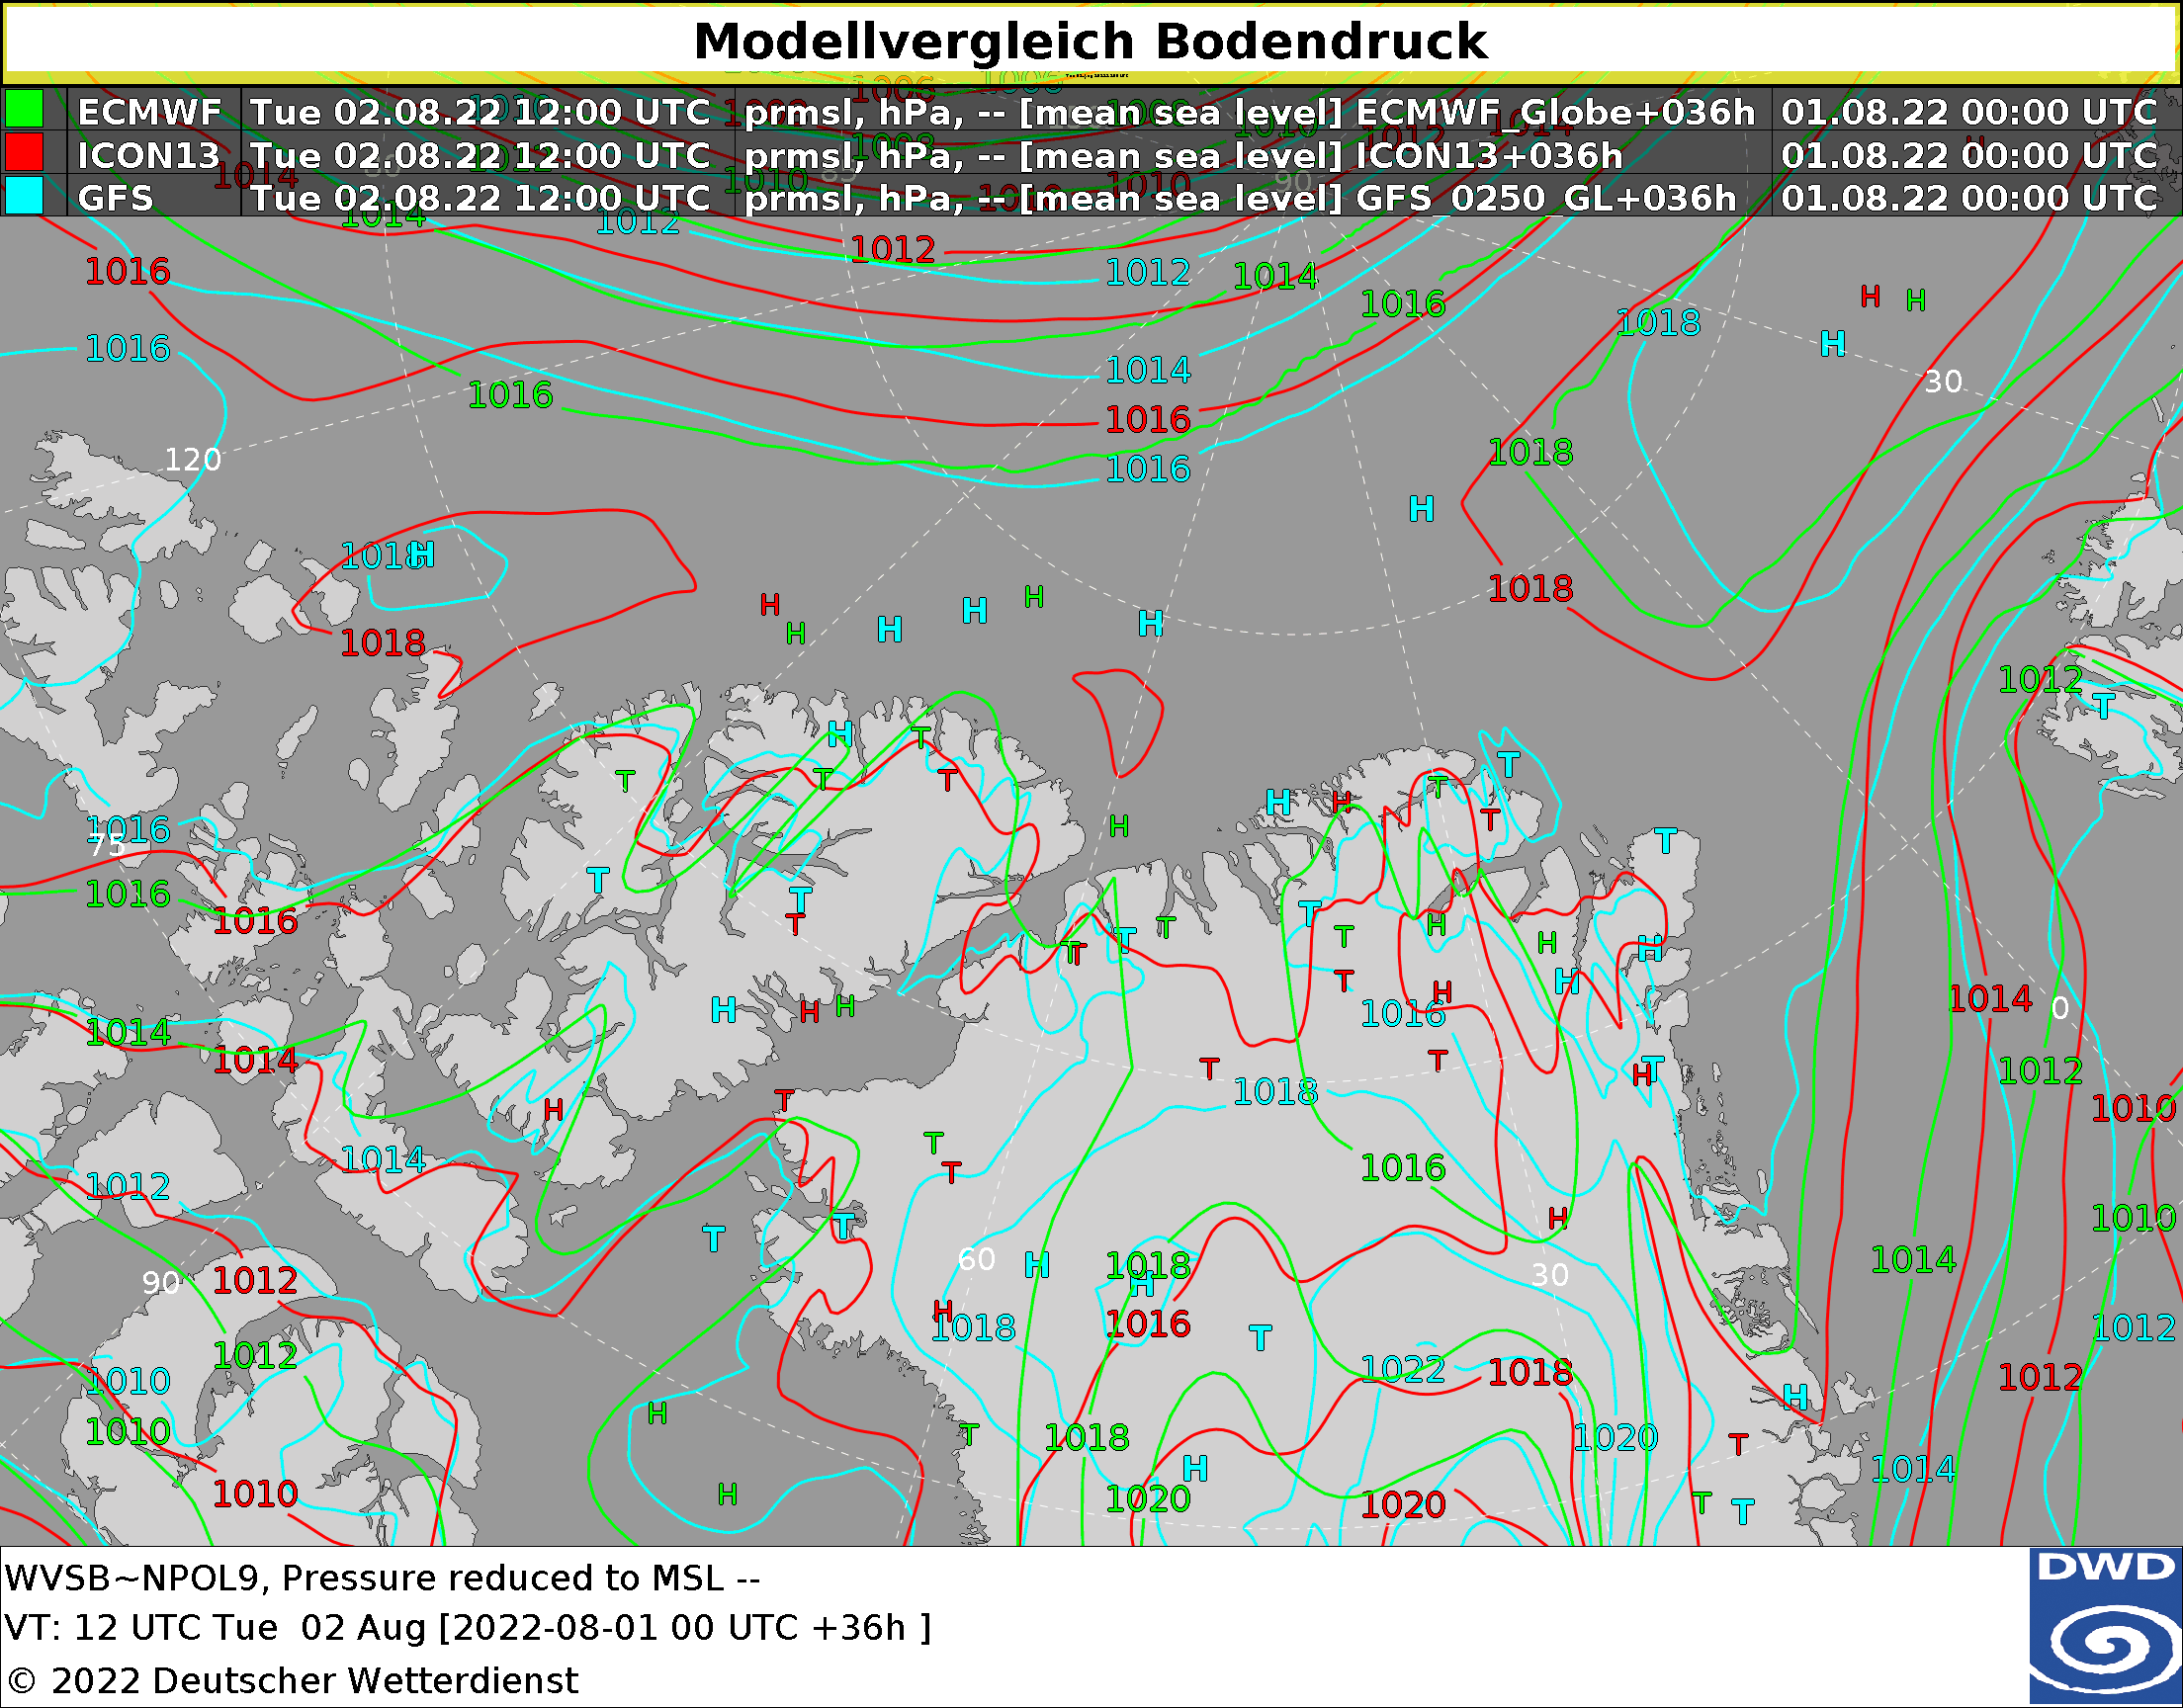 Modellvergleich Bodendruck
ECMWF Tue 02.08.22 12:00 UTC prmsl, hPa, -- [mean sea level] ECMWF_Globe+036h 01.08.22 00:00 UTC
ICON13 Tue 02.08.22 12:00 UTC prmsl, hPa, -- [mean sea level] ICON13+036h 01.08.22 00:00 UTC
GFS Tue 02.08.22 12:00 UTC prmsl, hPa, -- [mean sea level] GFS_0250_GL+036h 01.08.22 00:00 UTC
1014 1012
1016 1012 1012 1014
H H
1016 1016 1018 H
1014
30
1016 1016
120 1018
1016
H
1018 H
H H H H H 1018
1018
1012
T
H T T
T T T T
H H T T
1016 H T
75
T
1016 T H
1016 T T T T H H H
T T T T H
H H H T H 1014
1016 0
1014
1014 T T T H 1012
T 1018
H 1010
T
1014 T 1016
1012 H 1010
T T
60 H 1018 1014
90 1012 H 30
H 1018 1016 T 1012
1012
1010 1022 1018 1012
H
H
1010 T 1018 1020 T
H 1014
1010 H 1020 1020 T T
WVSB~NPOL9, Pressure reduced to MSL --
VT: 12 UTC Tue 02 Aug [2022-08-01 00 UTC +36h ]
© 2022 Deutscher Wetterdienst
DWD